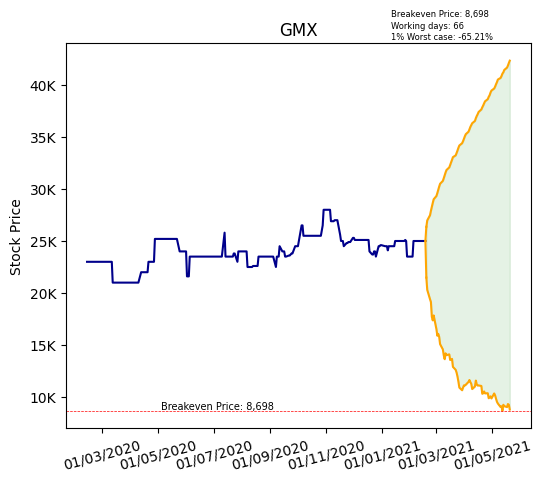 Breakeven Price: 8,698
Working days: 66
1% Worst case: -65.21%
GMX
Stock Price
40K
35K
30K
25K
20K
15K
10K
Breakeven Price: 8,698
01/03/2020 01/05/2020 01/07/2020 01/09/2020 01/11/2020 01/01/2021 01/03/2021 01/05/2021